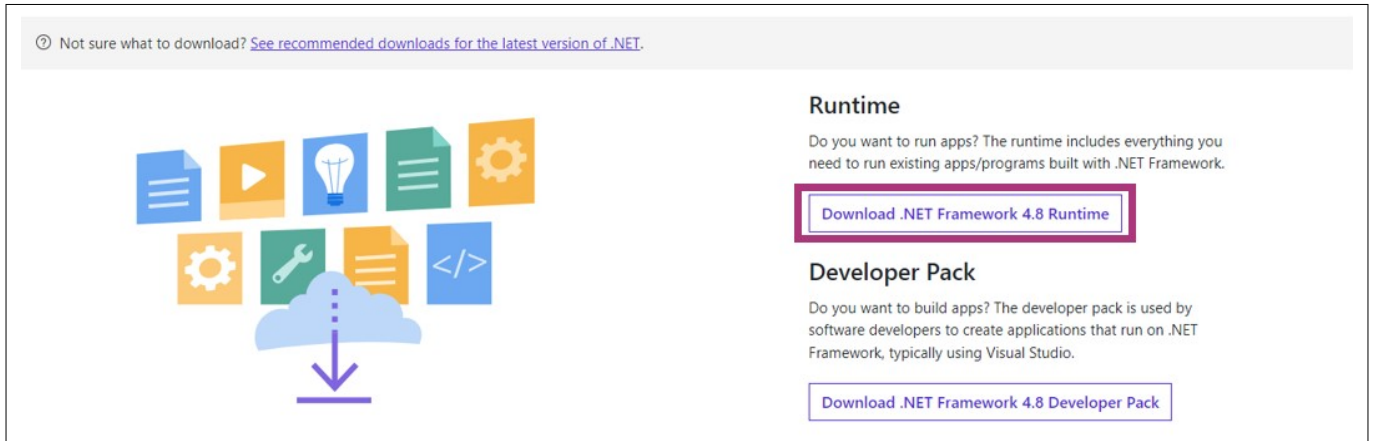 Not sure what to download? See recommended downloads for the latest version of .NET.
Runtime
Do you want to run apps? The runtime includes everything you
need to run existing apps/programs built with .NET Framework.
Download .NET Framework 4.8 Runtime
Developer Pack
Do you want to build apps? The developer pack is used by
software developers to create applications that run on .NET
Framework, typically using Visual Studio.
Download .NET Framework 4.8 Developer Pack